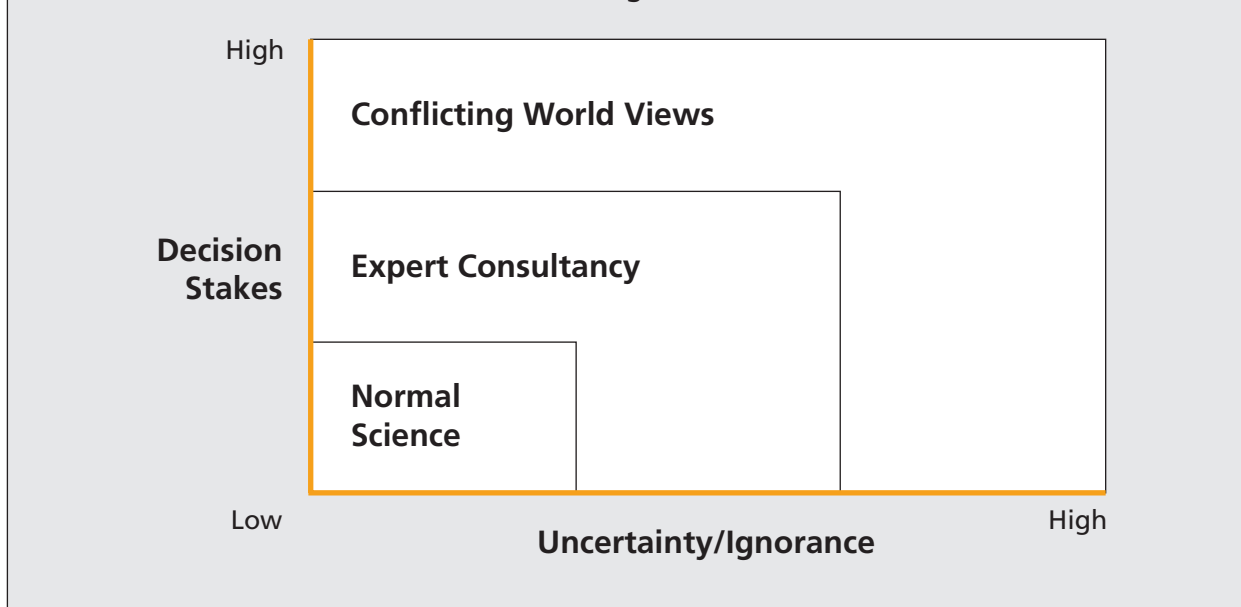 High
Conflicting World Views
Decision
Stakes
Expert Consultancy
Normal
Science
Low
High
Uncertainty/Ignorance